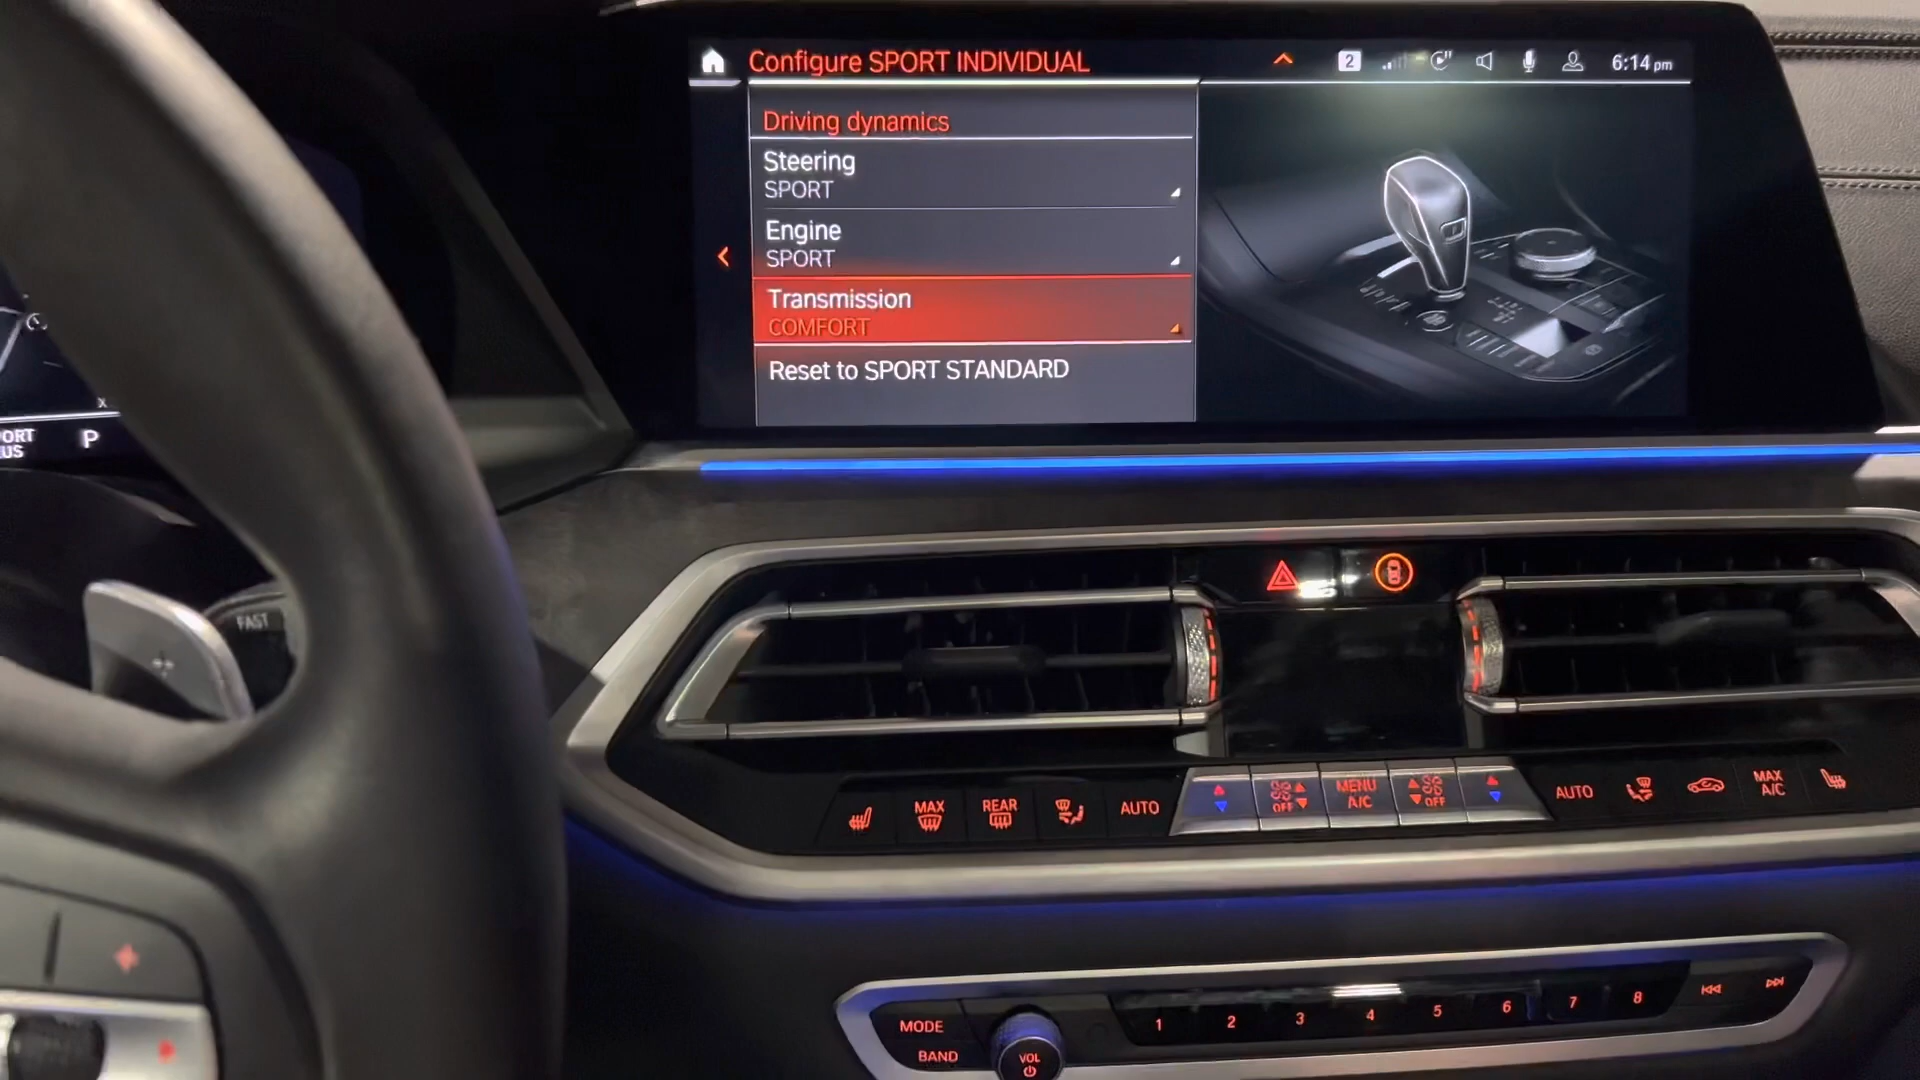 Configure SPORT INDIVIDUAL
2
6:14 pm
Driving dynamics
Steering
SPORT
Engine
SPORT
Transmission
COMFORT
Reset to SPORT STANDARD
P
FAST
MAX
REAR
AUTO
OFF
MENU
A/C
OFF
AUTO
MAX
A/C
MODE
BAND
VOL
1 2 3 4 5 6 7 8